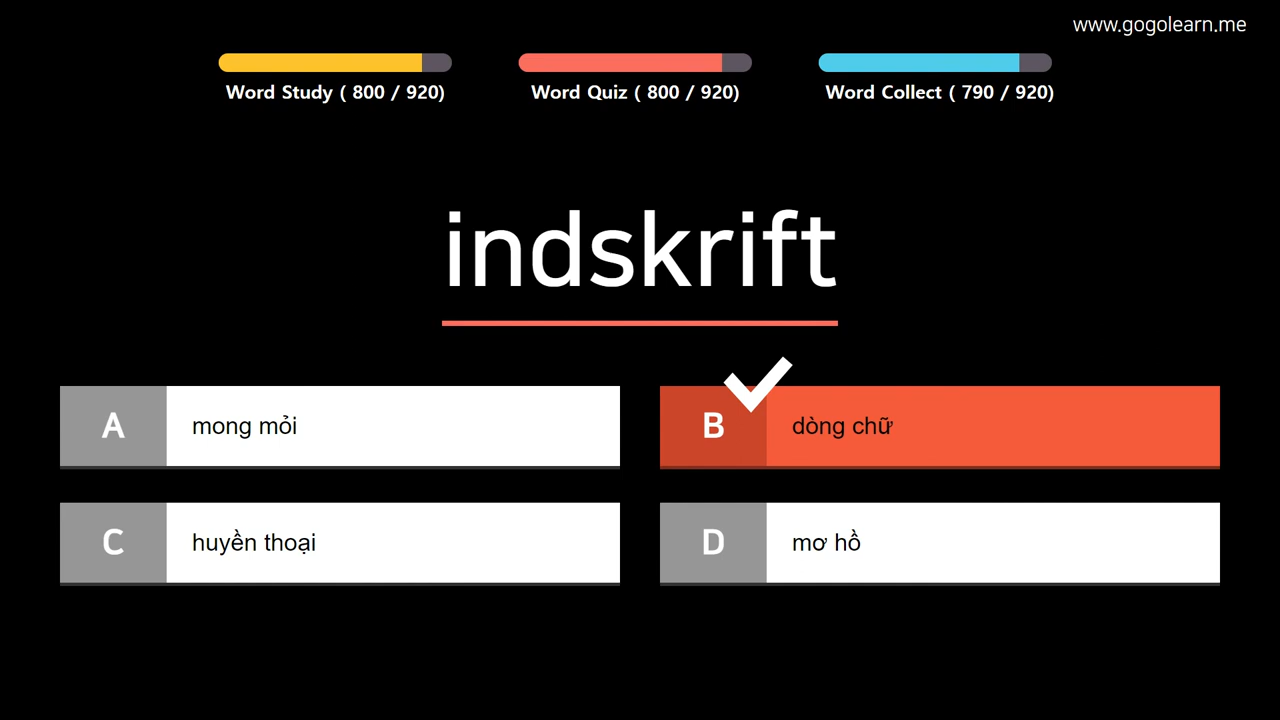 www.gogolearn.me
Word Study ( 800 / 920)
Word Quiz ( 800 / 920)
Word Collect ( 790 / 920)
indskrift
A mong mỏi
B dòng chữ
C huyền thoại
D mơ hồ